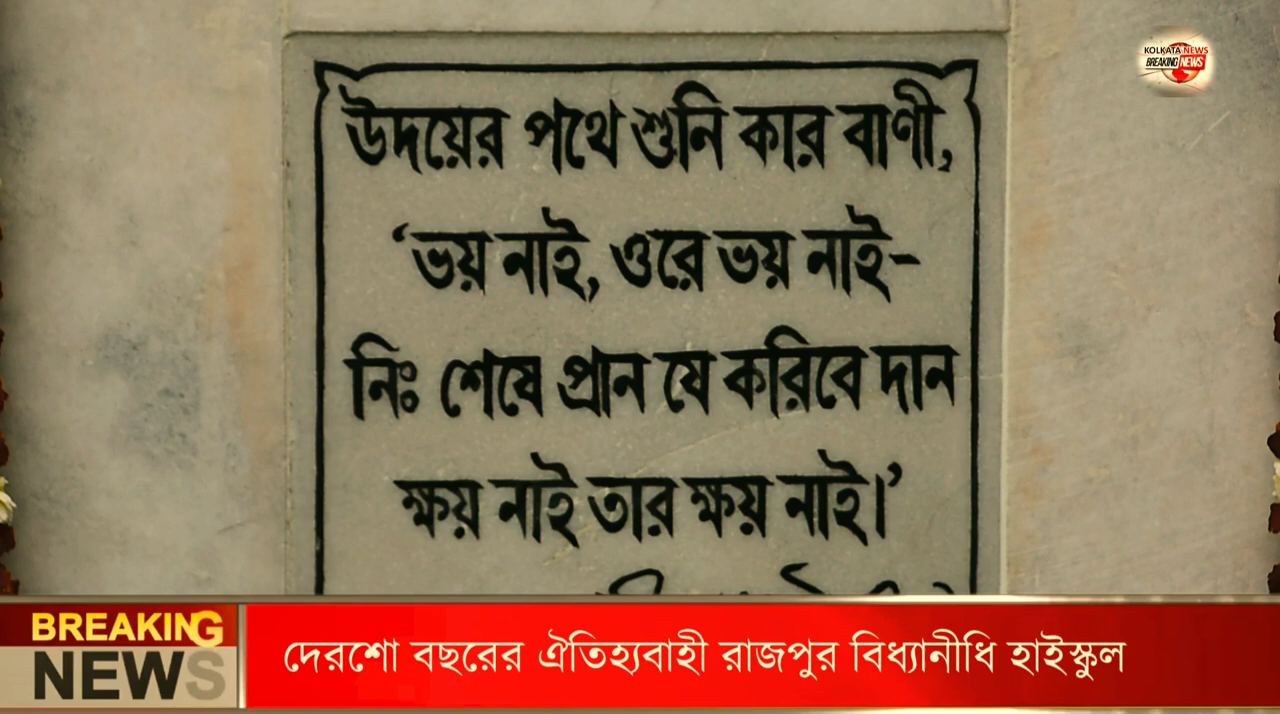 KOLKATA NEWS
BREAKING NEWS
উদয়ের পথে শুনি কার বাণী,
‘ভয় নাই, ওরে ভয় নাই-
নিঃ শেষে প্রান যে করিবে দান
ক্ষয় নাই তার ক্ষয় নাই।’
BREAKING
NEWS
দেরশো বছরের ঐতিহ্যবাহী রাজপুর বিধ্যানীধি হাইস্কুল